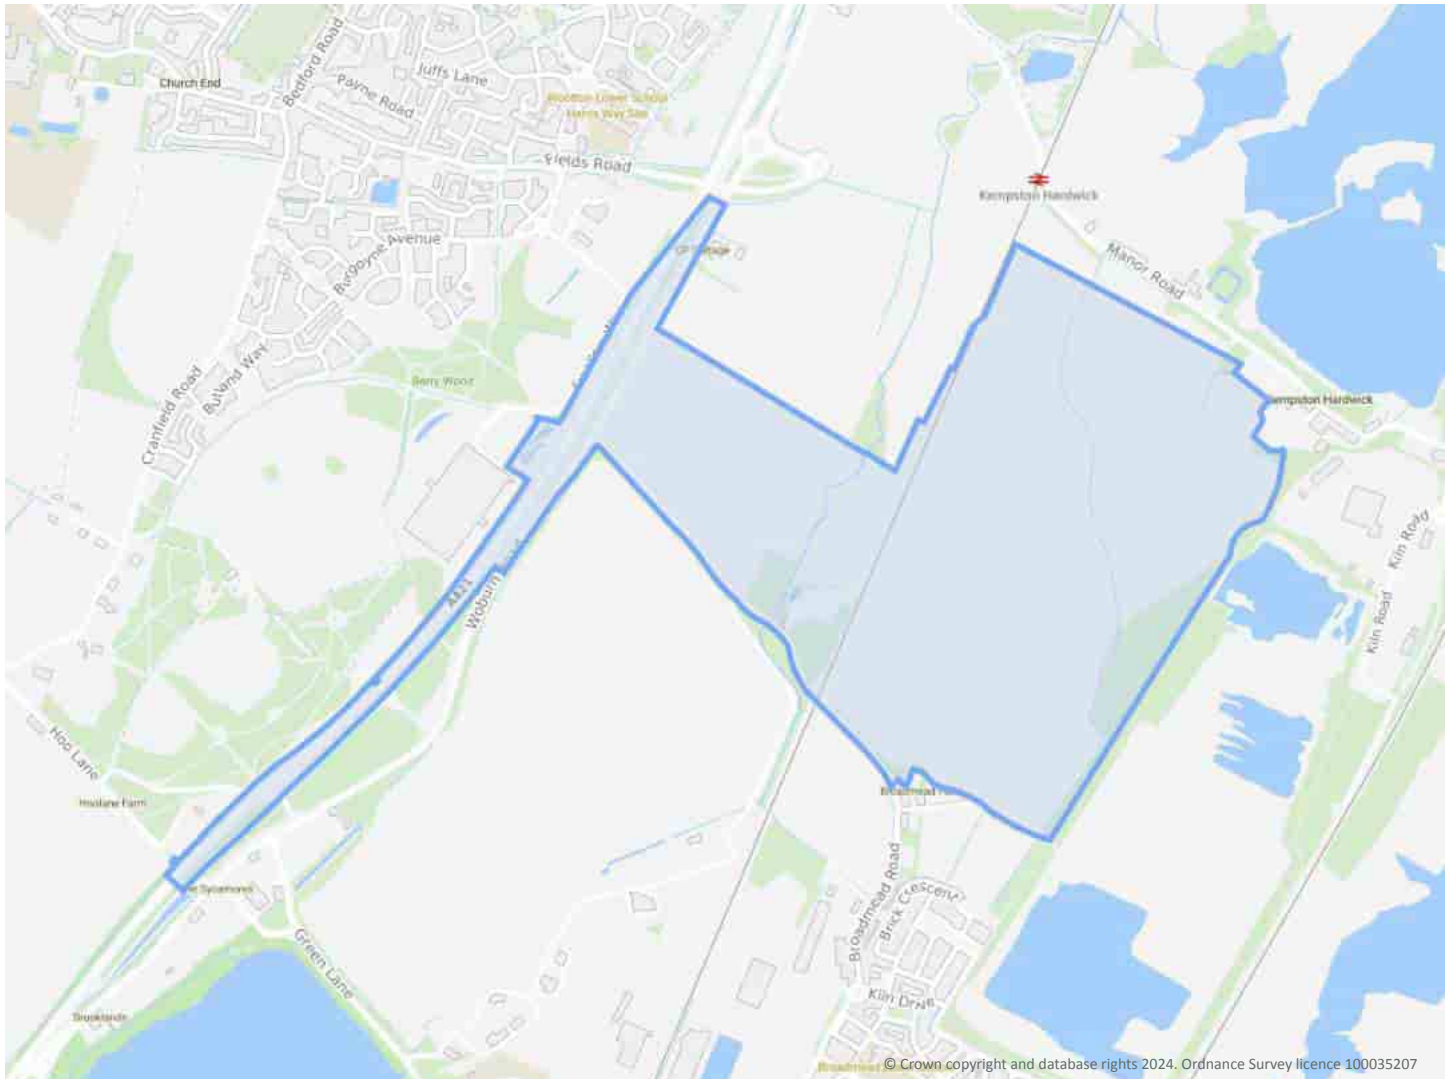 Church End
Bedford Road
Juffs Lane
Payne Road
Wootton Lower School
Harris Way Site
Fields Road
Kempston Hardwick
Burgoyne Avenue
Manor Road
Berry Wood
Butland Way
Cranfield Road
Kempston Hardwick
Kiln Road
A421
Woburn
Kiln Road
Hoo Lane
Hoolane Farm
Broadmead
The Sycamores
Broadmead Road
Brick Crescent
Green Lane
Kiln Drive
Brooklands
Broadmead
© Crown copyright and database rights 2024. Ordnance Survey licence 100035207